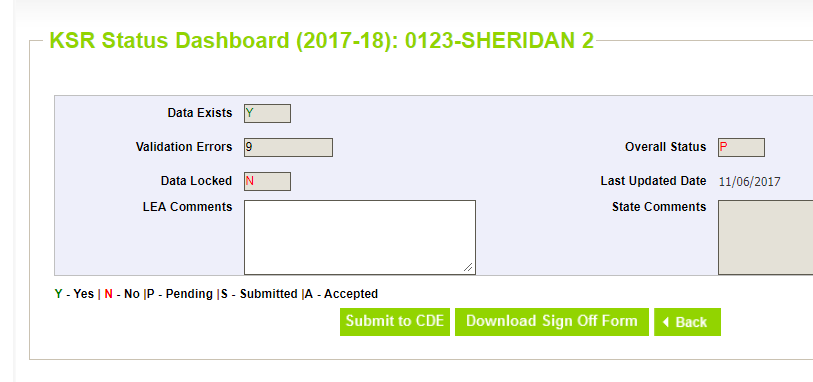 KSR Status Dashboard (2017-18): 0123-SHERIDAN 2
Data Exists Y
Validation Errors 9 Overall Status P
Data Locked N Last Updated Date 11/06/2017
LEA Comments State Comments
Y - Yes | N - No |P - Pending |S - Submitted |A - Accepted
Submit to CDE Download Sign Off Form Back